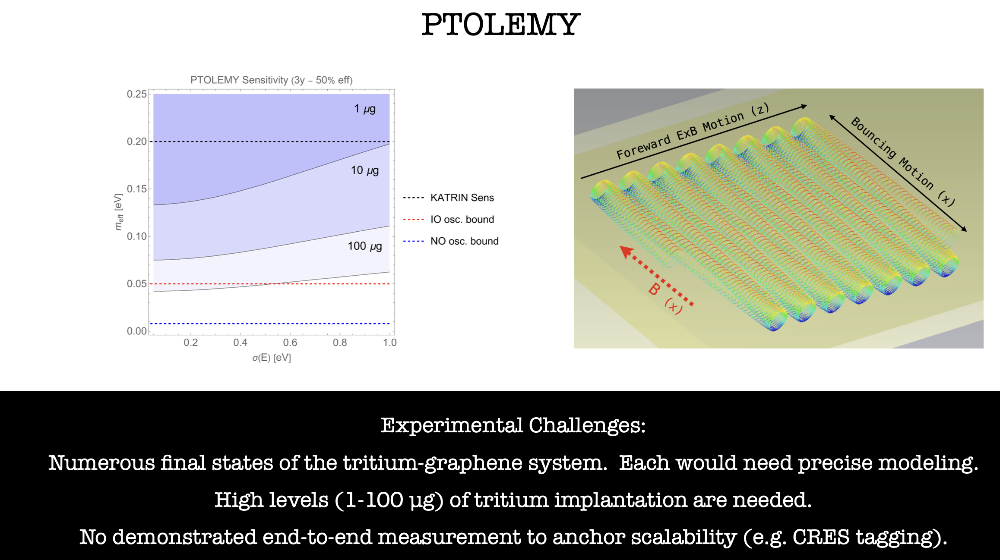 PTOLEMY
PTOLEMY Sensitivity (3y – 50% eff)
0.25
0.20
0.15
0.10
0.05
0.00
m_eff [eV]
1 μg
10 μg
100 μg
0.2 0.4 0.6 0.8 1.0
σ(E) [eV]
KATRIN Sens
IO osc. bound
NO osc. bound
Foreward ExB Motion (z)
Bouncing Motion (x)
B (x)
Experimental Challenges:
Numerous final states of the tritium-graphene system. Each would need precise modeling.
High levels (1-100 μg) of tritium implantation are needed.
No demonstrated end-to-end measurement to anchor scalability (e.g. CRES tagging).